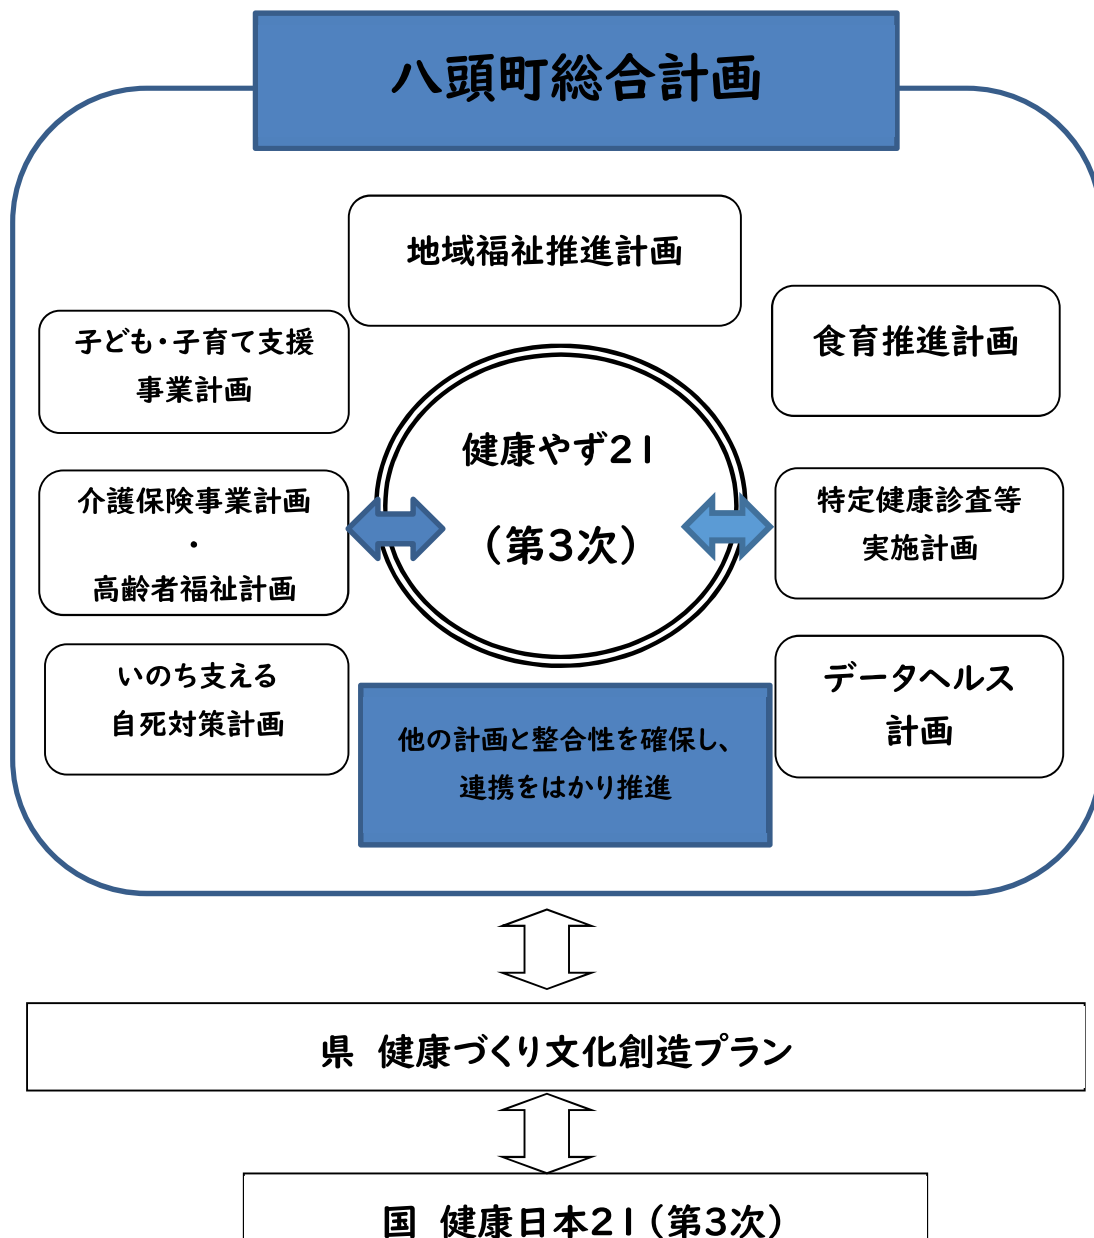 八頭町総合計画
地域福祉推進計画
子ども・子育て支援
事業計画
食育推進計画
健康やず21
（第3次）
介護保険事業計画
・
高齢者福祉計画
特定健康診査等
実施計画
いのち支える
自死対策計画
データヘルス
計画
他の計画と整合性を確保し、
連携をはかり推進
県 健康づくり文化創造プラン
国 健康日本21（第3次）